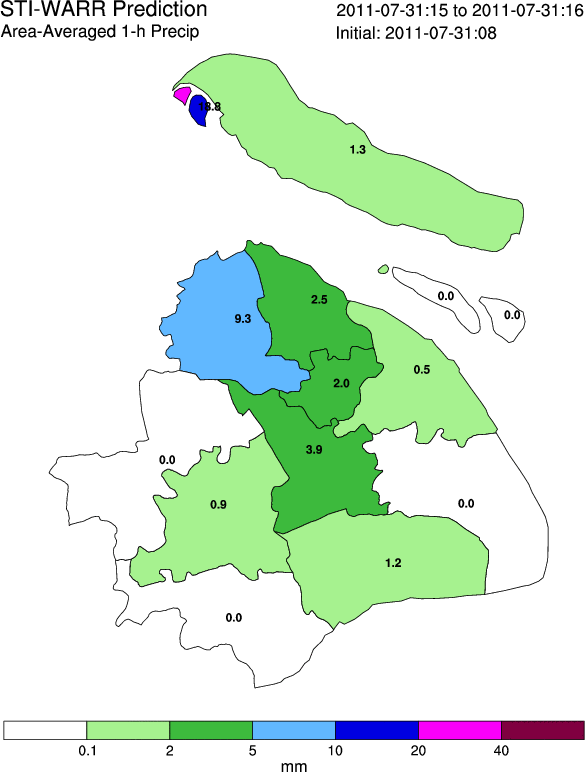 STI-WARR Prediction
2011-07-31:15 to 2011-07-31:16
Area-Averaged 1-h Precip
Initial: 2011-07-31:08
1.3
0.0
2.5
0.0
9.3
0.5
2.0
3.9
0.0
0.9
0.0
1.2
0.0
0.1 2 5 10 20 40
mm